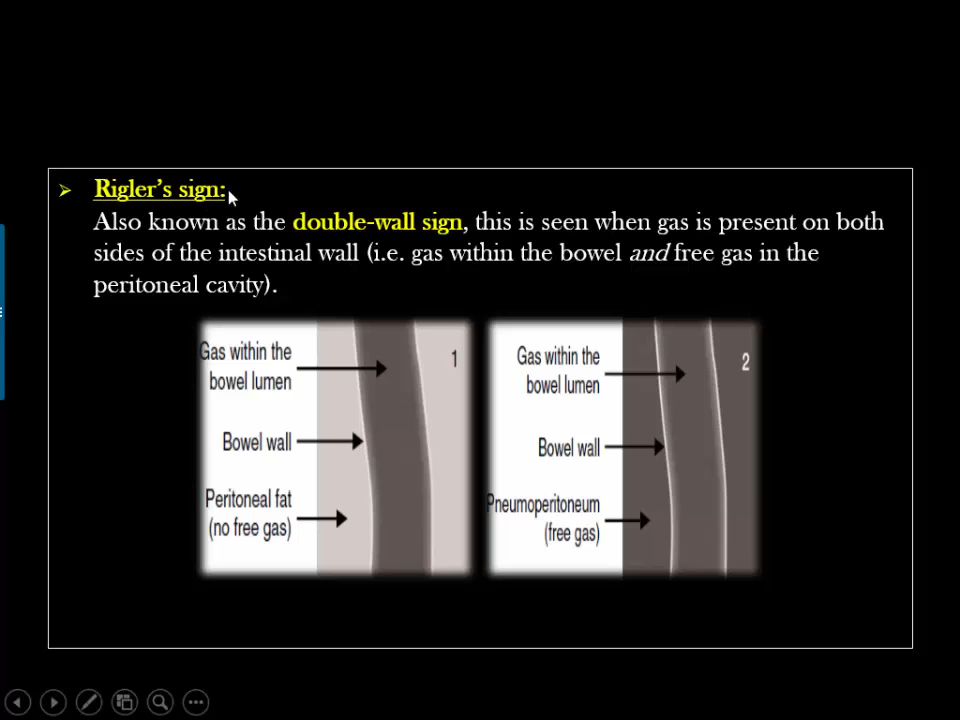 ➢ Rigler's sign:
Also known as the double-wall sign, this is seen when gas is present on both
sides of the intestinal wall (i.e. gas within the bowel and free gas in the
peritoneal cavity).
Gas within the
bowel lumen
1
Bowel wall
Peritoneal fat
(no free gas)
Gas within the
bowel lumen
2
Bowel wall
Pneumoperitoneum
(free gas)